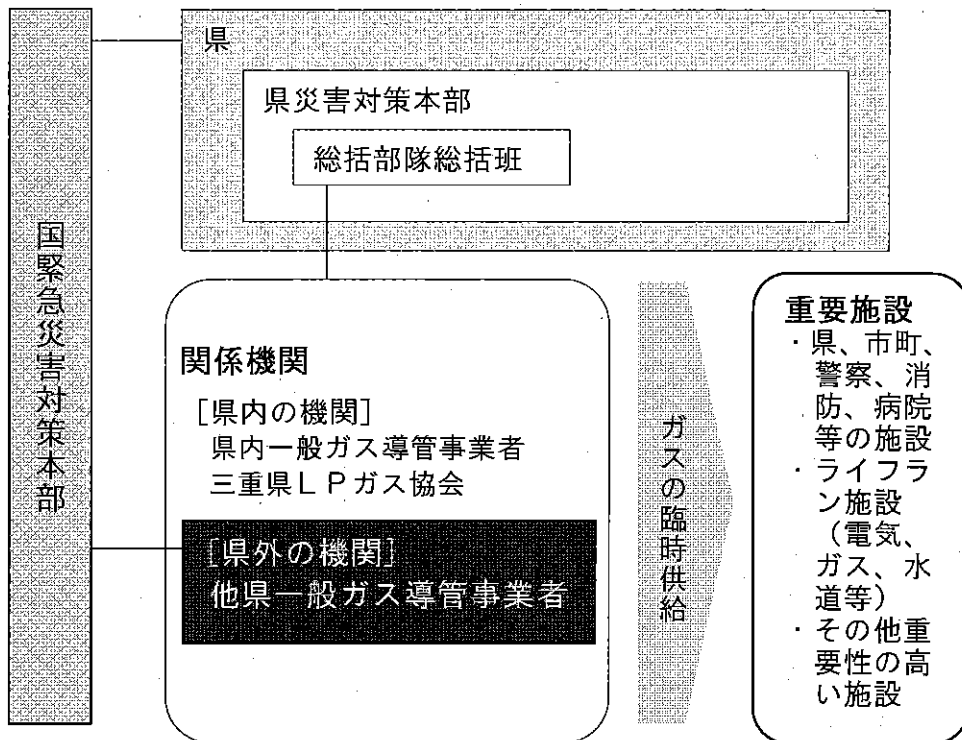 県
県災害対策本部
総括部隊総括班
国緊急災害対策本部
関係機関
[県内の機関]
県内一般ガス導管事業者
三重県LPガス協会
[県外の機関]
他県一般ガス導管事業者
ガスの臨時供給
重要施設
・県、市町、
警察、消
防、病院
等の施設
・ライフラ
ン施設
（電気、
ガス、水
道等）
・その他重
要性の高
い施設